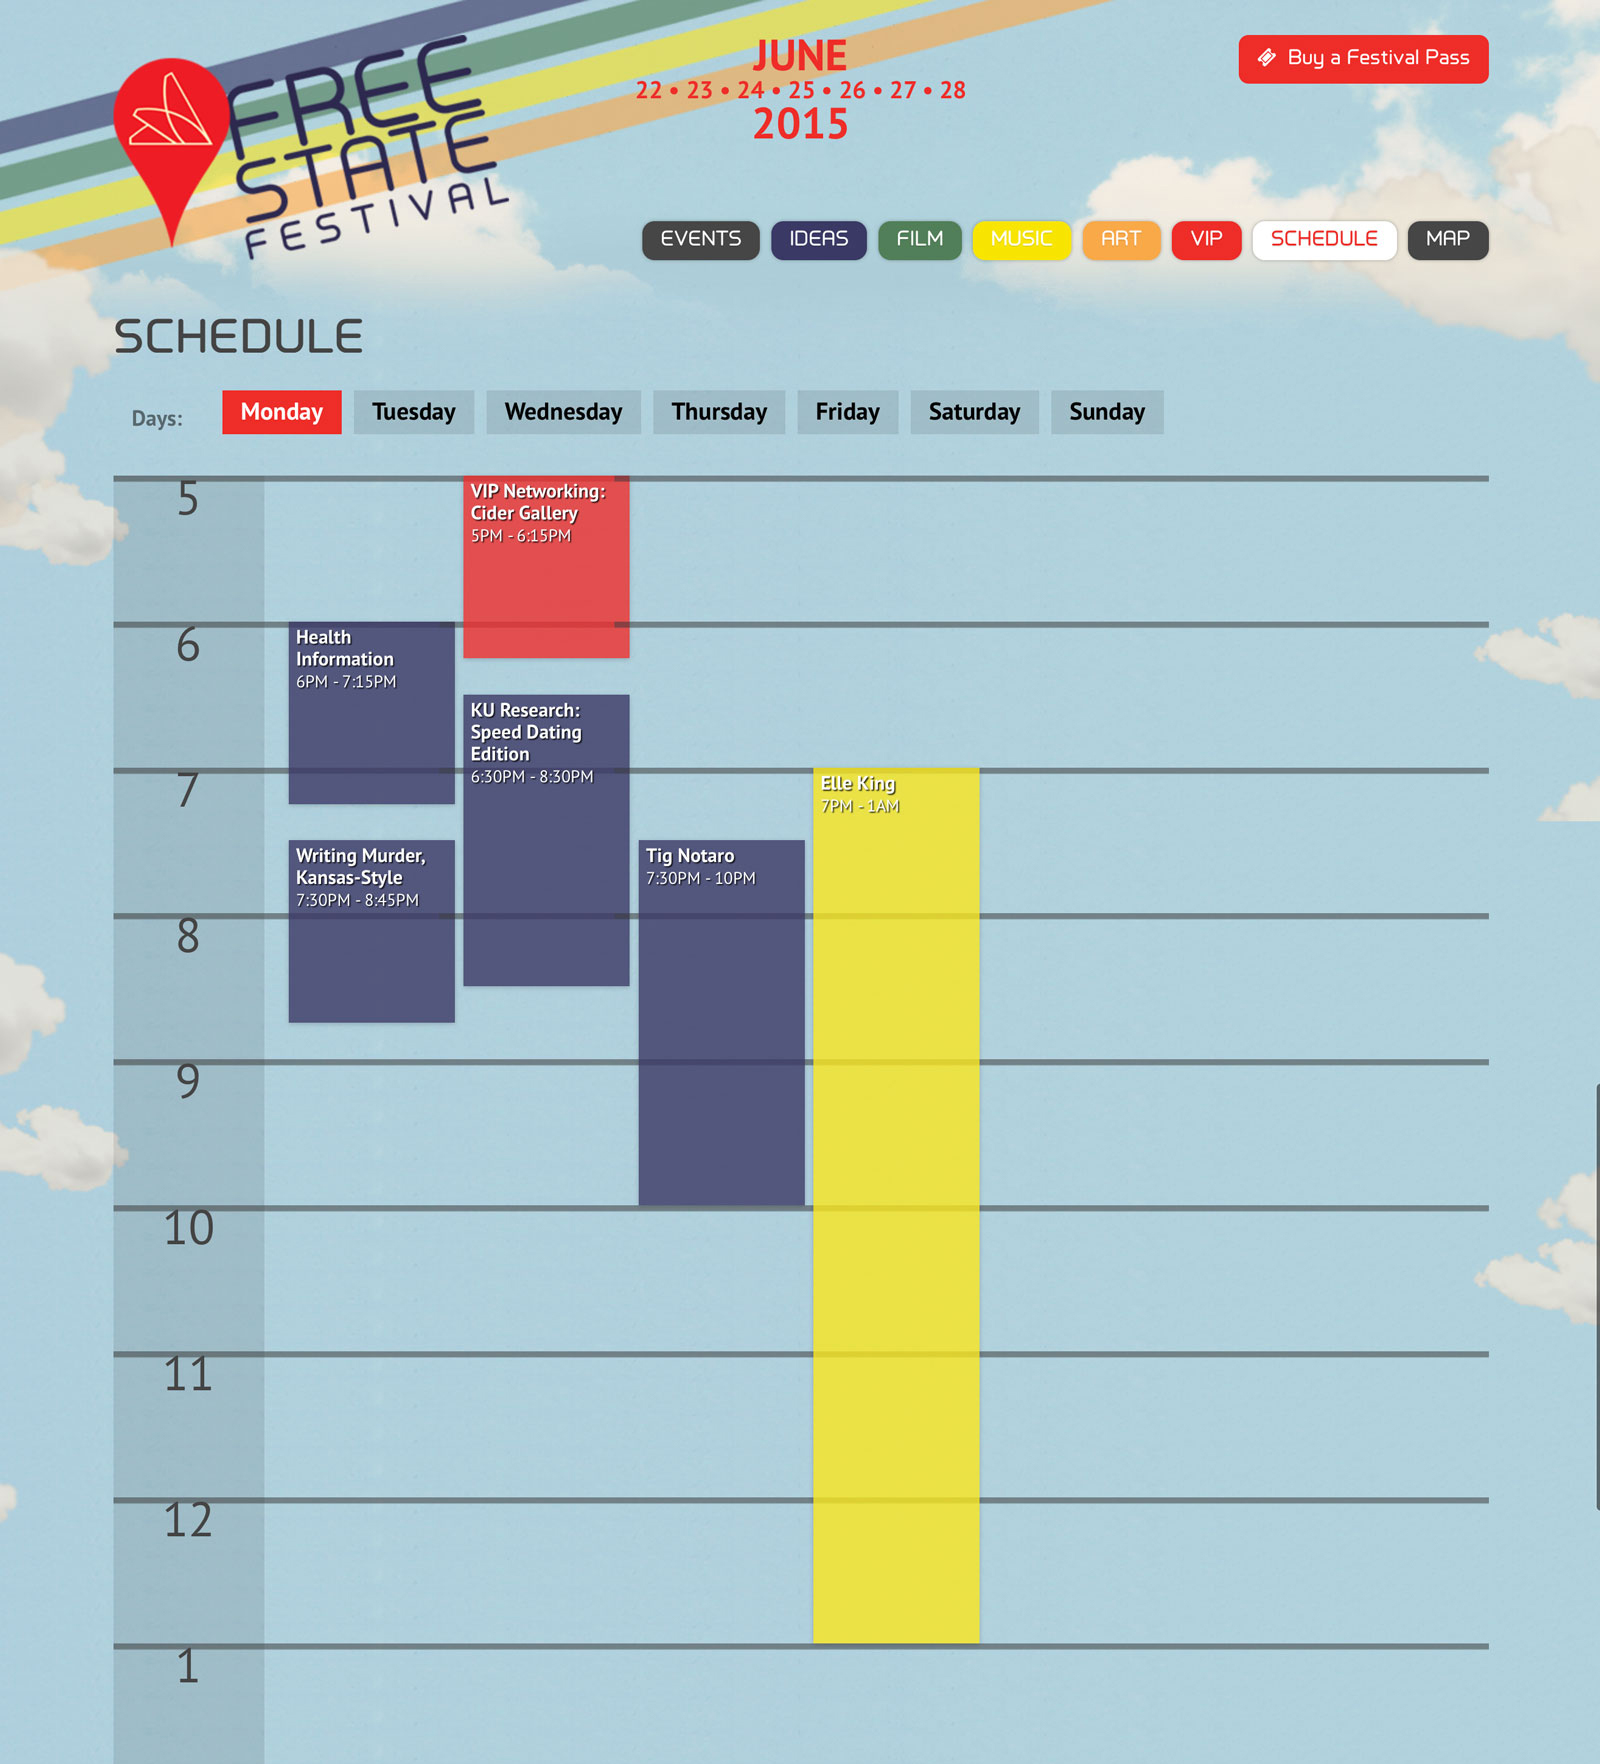 FREE
STATE
FESTIVAL
JUNE
22 • 23 • 24 • 25 • 26 • 27 • 28
2015
Buy a Festival Pass
EVENTS IDEAS FILM MUSIC ART VIP SCHEDULE MAP
SCHEDULE
Days: Monday Tuesday Wednesday Thursday Friday Saturday Sunday
5
VIP Networking:
Cider Gallery
5PM - 6:15PM
6
Health
Information
6PM - 7:15PM
KU Research:
Speed Dating
Edition
6:30PM - 8:30PM
7
Elle King
7PM - 1AM
Writing Murder,
Kansas-Style
7:30PM - 8:45PM
Tig Notaro
7:30PM - 10PM
8
9
10
11
12
1